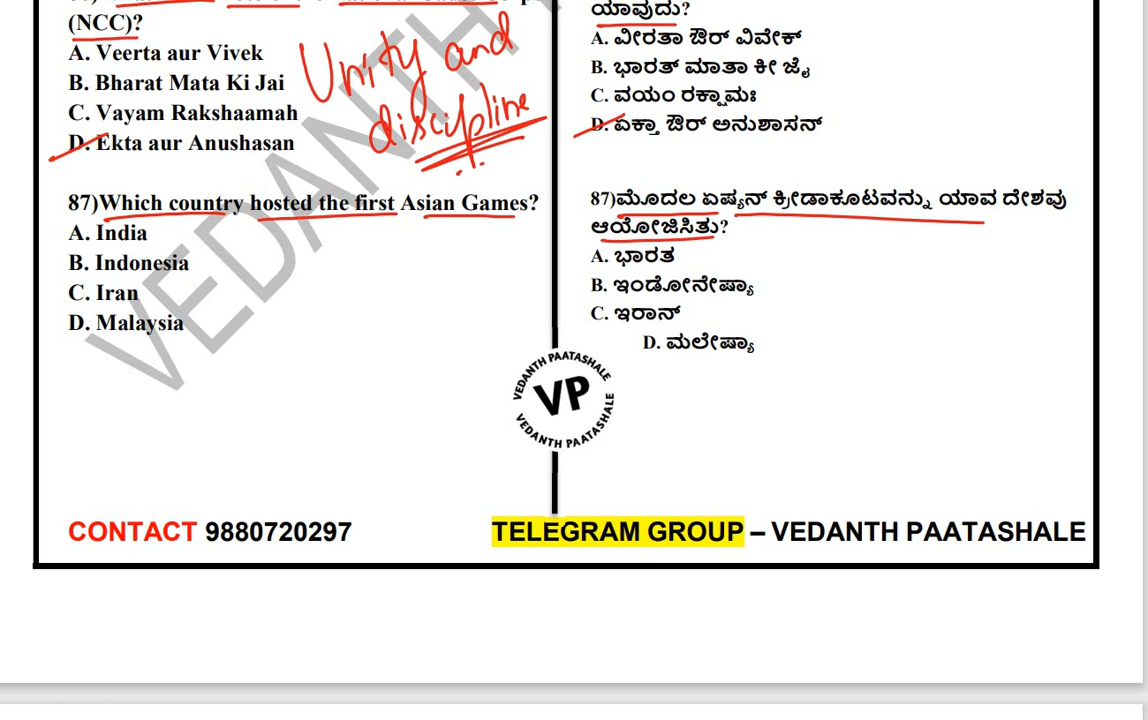 (NCC)?
A. Veerta aur Vivek
B. Bharat Mata Ki Jai
C. Vayam Rakshaamah
D. Ekta aur Anushasan
Unity and
discipline
87)Which country hosted the first Asian Games?
A. India
B. Indonesia
C. Iran
D. Malaysia
ಯಾವುದು?
A. ವೀರತಾ ಔರ್ ವಿವೇಕ್
B. ಭಾರತ್ ಮಾತಾ ಕೀ ಜೈ
C. ವಯಂ ರಕ್ಷಾಮಃ
D. ಏಕ್ತಾ ಔರ್ ಅನುಶಾಸನ್
87)ಮೊದಲ ಏಷ್ಯನ್ ಕ್ರೀಡಾಕೂಟವನ್ನು ಯಾವ ದೇಶವು
ಆಯೋಜಿಸಿತು?
A. ಭಾರತ
B. ಇಂಡೋನೇಷ್ಯಾ
C. ಇರಾನ್
D. ಮಲೇಷ್ಯಾ
VEDANTH PAATASHALE
VP
VEDANTH PAATASHALE
CONTACT 9880720297
TELEGRAM GROUP – VEDANTH PAATASHALE
VEDANTH